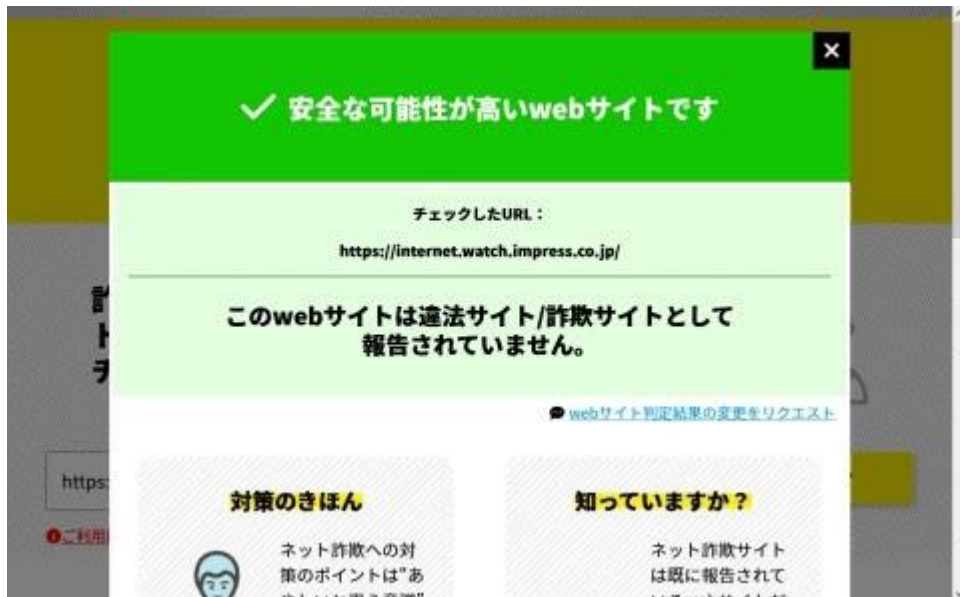 安全な可能性が高いwebサイトです
チェックしたURL：
https://internet.watch.impress.co.jp/
このwebサイトは違法サイト/詐欺サイトとして
報告されていません。
webサイト判定結果の変更をリクエスト
https:
ご利用
対策のきほん
ネット詐欺への対
策のポイントは"あ
知っていますか？
ネット詐欺サイト
は既に報告されて